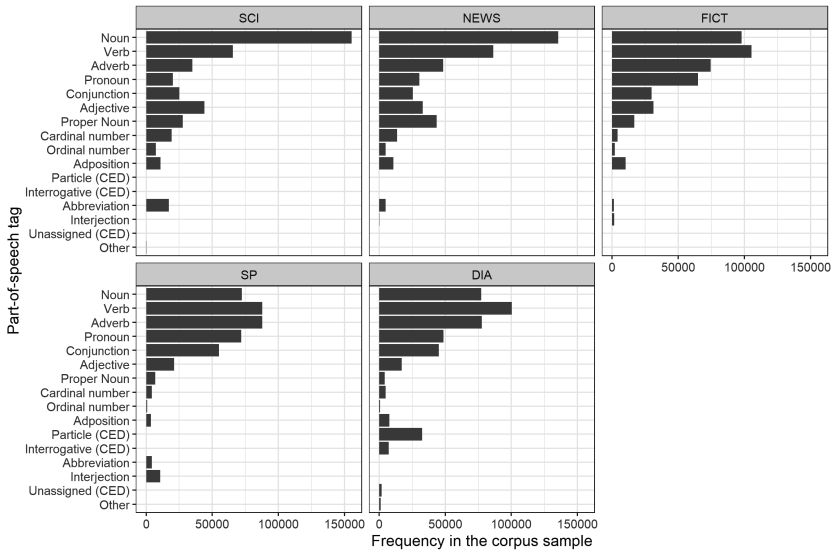 SCI
NEWS
FICT
Noun
Verb
Adverb
Pronoun
Conjunction
Adjective
Proper Noun
Cardinal number
Ordinal number
Adposition
Particle (CED)
Interrogative (CED)
Abbreviation
Interjection
Unassigned (CED)
Other
0 50000 100000 150000
SP
DIA
Noun
Verb
Adverb
Pronoun
Conjunction
Adjective
Proper Noun
Cardinal number
Ordinal number
Adposition
Particle (CED)
Interrogative (CED)
Abbreviation
Interjection
Unassigned (CED)
Other
0 50000 100000 150000
0 50000 100000 150000
Part-of-speech tag
Frequency in the corpus sample